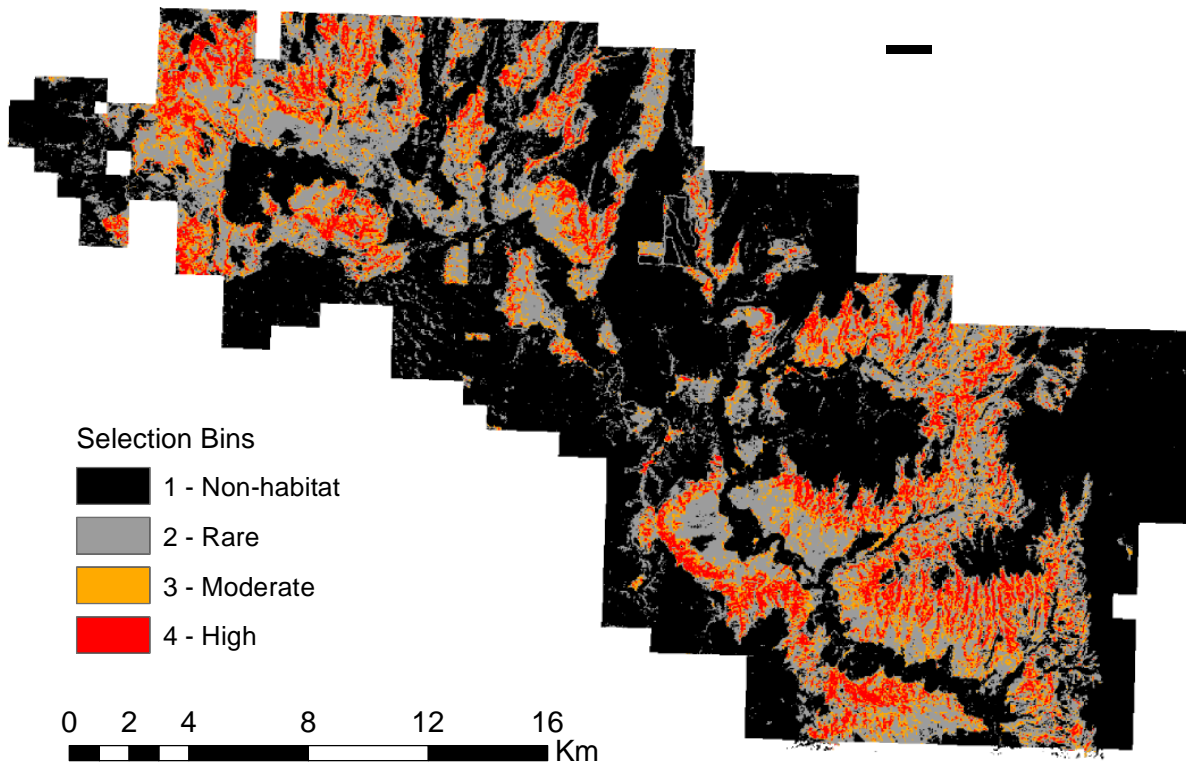 Selection Bins
1 - Non-habitat
2 - Rare
3 - Moderate
4 - High
0 2 4 8 12 16
Km